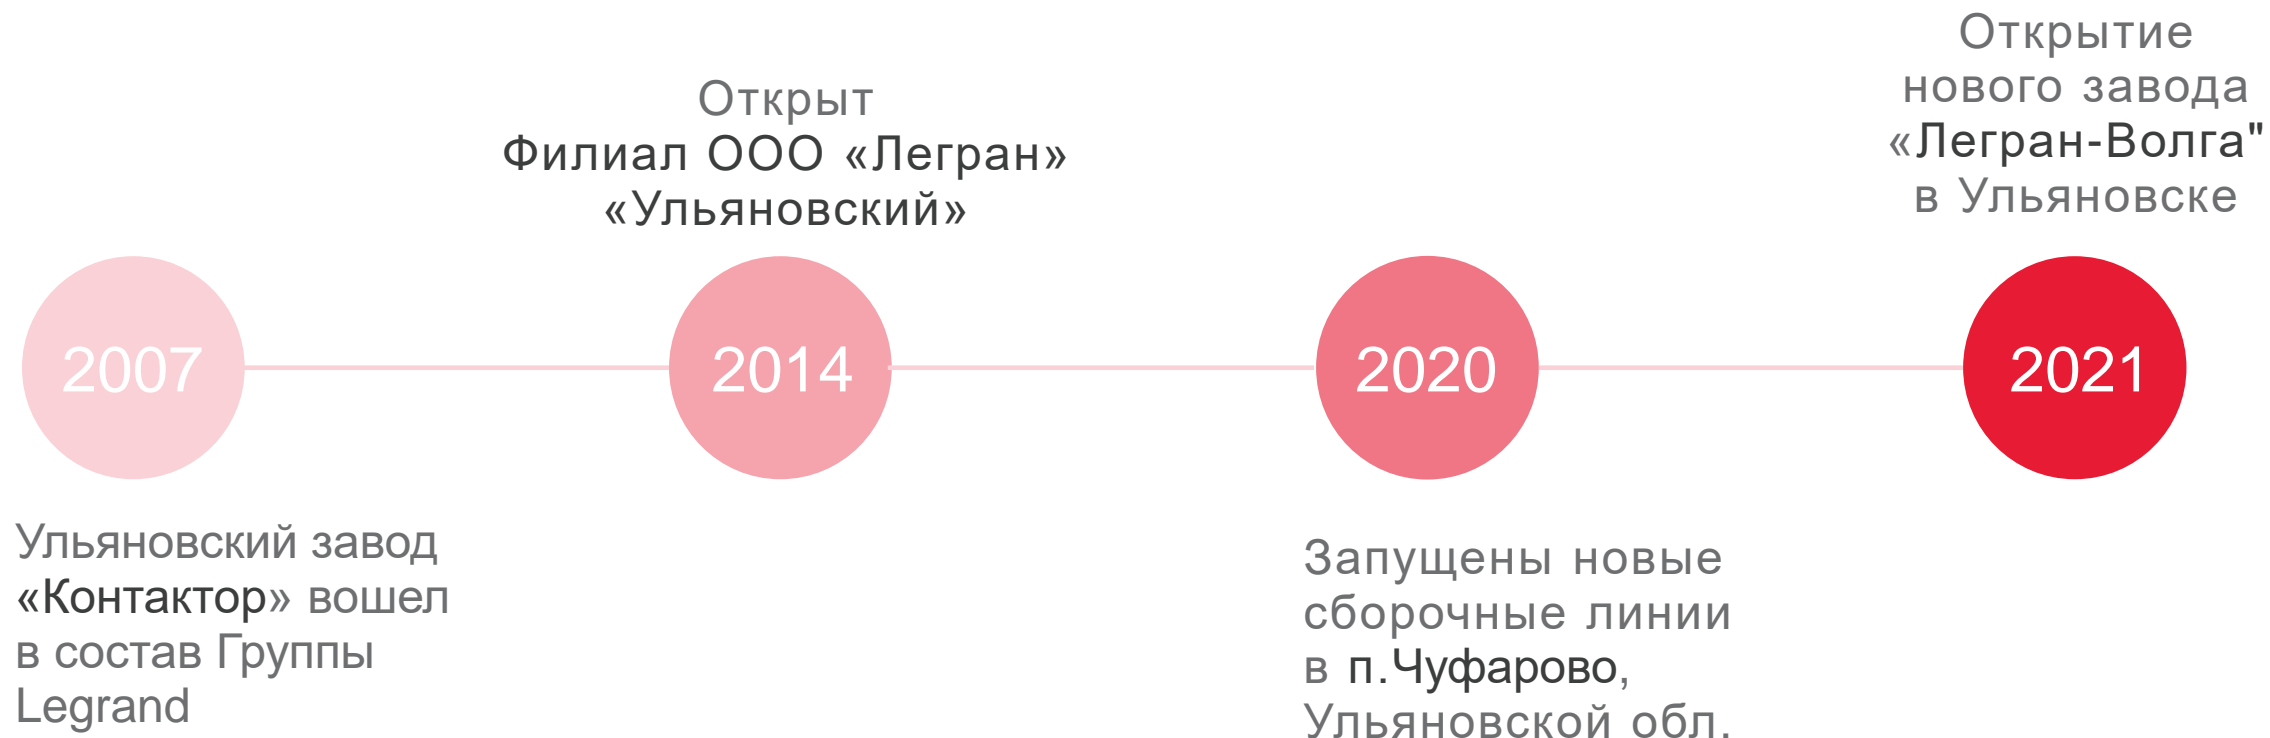 2007
Ульяновский завод
«Контактор» вошел
в состав Группы
Legrand
Открыт
Филиал ООО «Легран»
«Ульяновский»
2014
2020
Запущены новые
сборочные линии
в п.Чуфарово,
Ульяновской обл.
Открытие
нового завода
«Легран-Волга"
в Ульяновске
2021